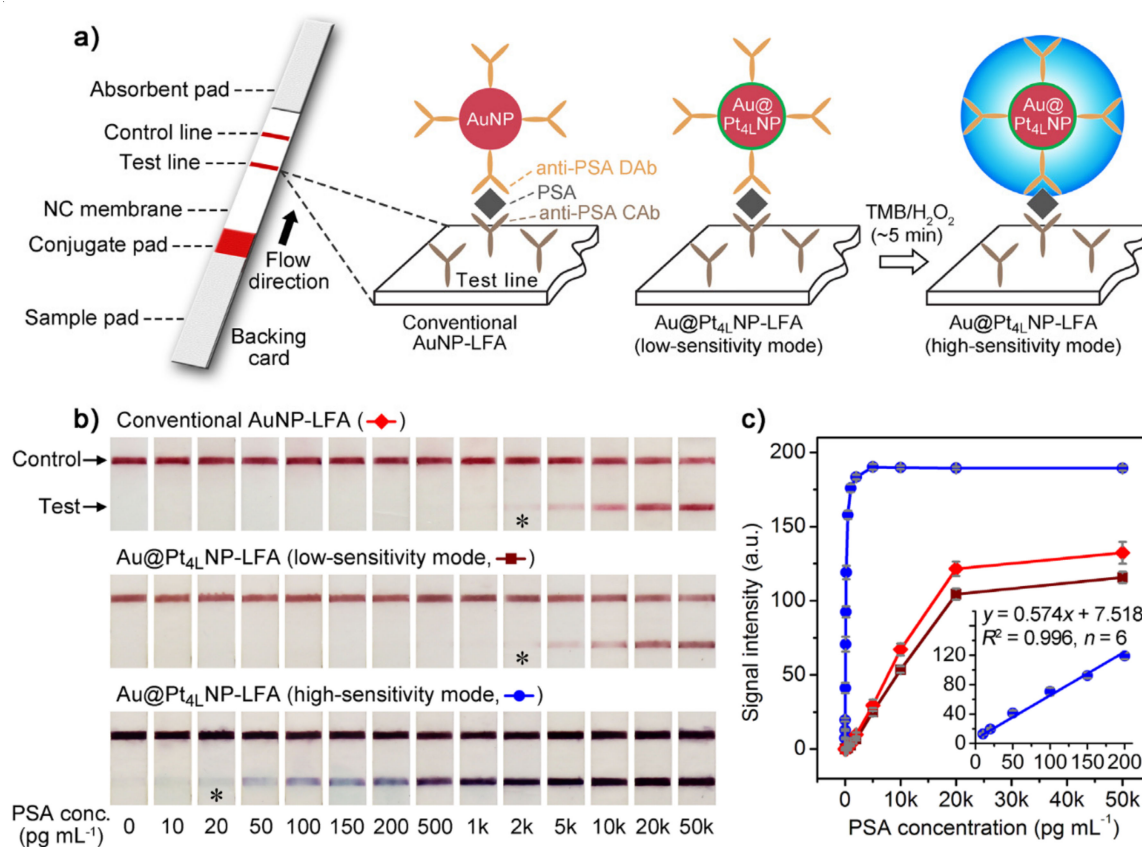 a)
Absorbent pad
Control line
Test line
NC membrane
Conjugate pad
Sample pad
Flow
direction
Backing
card
AuNP
anti-PSA DAb
PSA
anti-PSA CAb
Test line
Conventional
AuNP-LFA
Au@
Pt4LNP
Au@Pt4LNP-LFA
(low-sensitivity mode)
TMB/H2O2
(~5 min)
Au@
Pt4LNP
Au@Pt4LNP-LFA
(high-sensitivity mode)
b)
Conventional AuNP-LFA ( )
Control
Test
*
Au@Pt4LNP-LFA (low-sensitivity mode, )
*
Au@Pt4LNP-LFA (high-sensitivity mode, )
*
PSA conc.
(pg mL-1)
0 10 20 50 100 150 200 500 1k 2k 5k 10k 20k 50k
c)
Signal intensity (a.u.)
200
150
100
50
0
0 10k 20k 30k 40k 50k
PSA concentration (pg mL-1)
y = 0.574x + 7.518
R2 = 0.996, n = 6
120
80
40
0
0 50 100 150 200